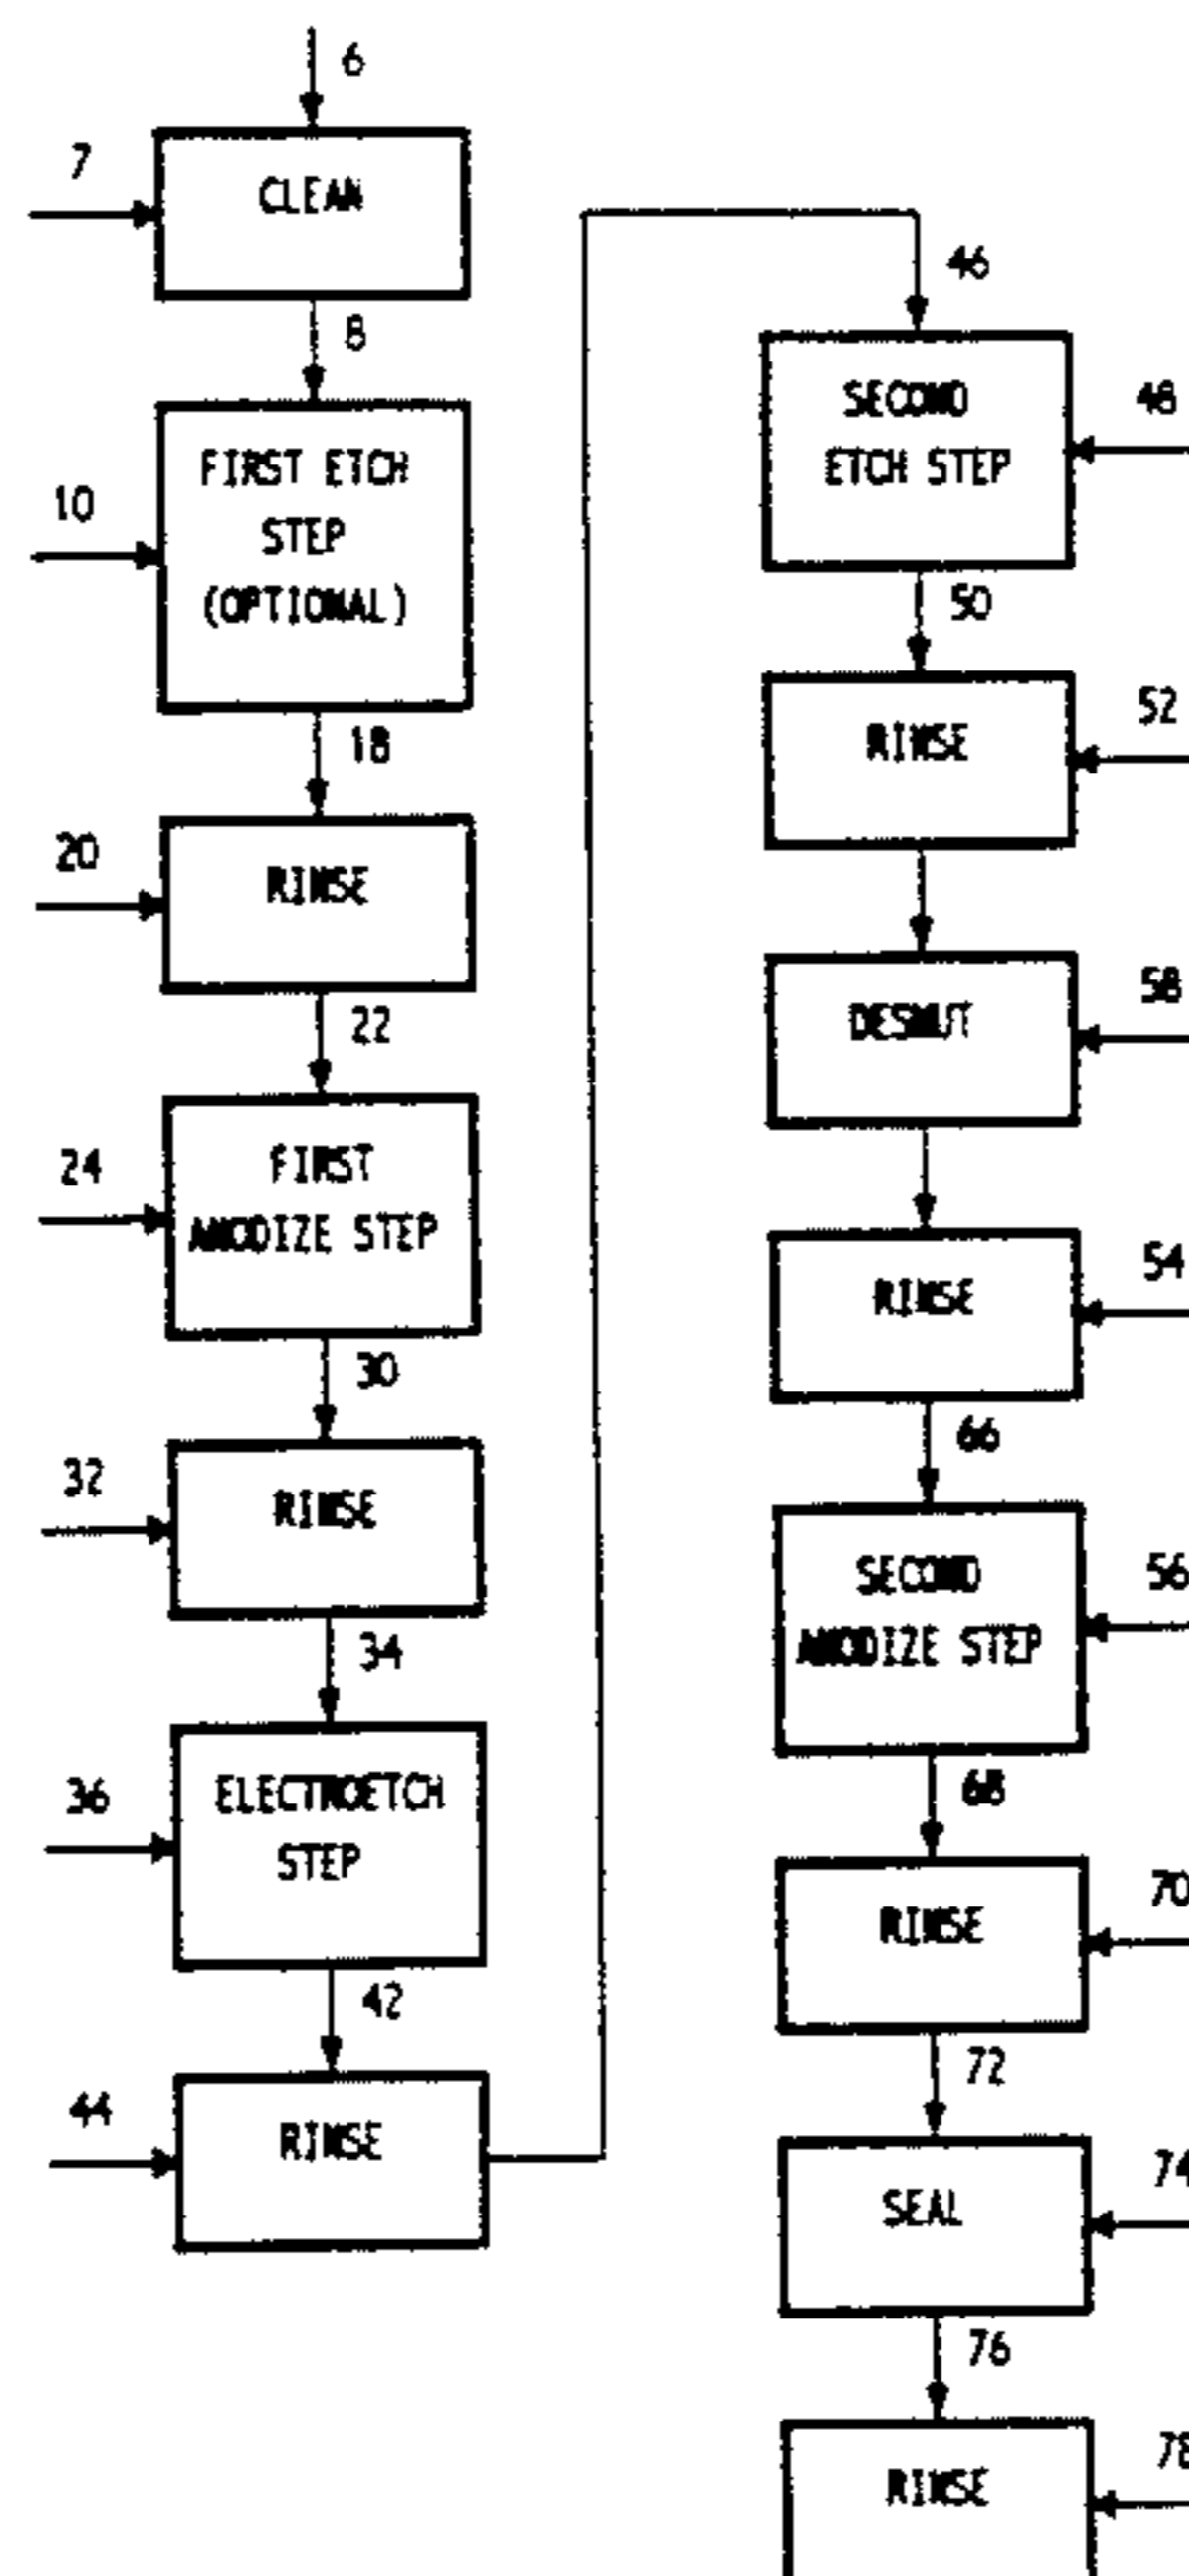 6
7
CLEAN
8
10
FIRST ETCH
STEP
(OPTIONAL)
18
20
RINSE
22
24
FIRST
ANODIZE STEP
30
32
RINSE
34
36
ELECTROETCH
STEP
42
44
RINSE
46
SECOND
ETCH STEP
48
50
RINSE
52
DESMUT
58
RINSE
54
66
SECOND
ANODIZE STEP
56
68
RINSE
70
72
SEAL
74
76
RINSE
78